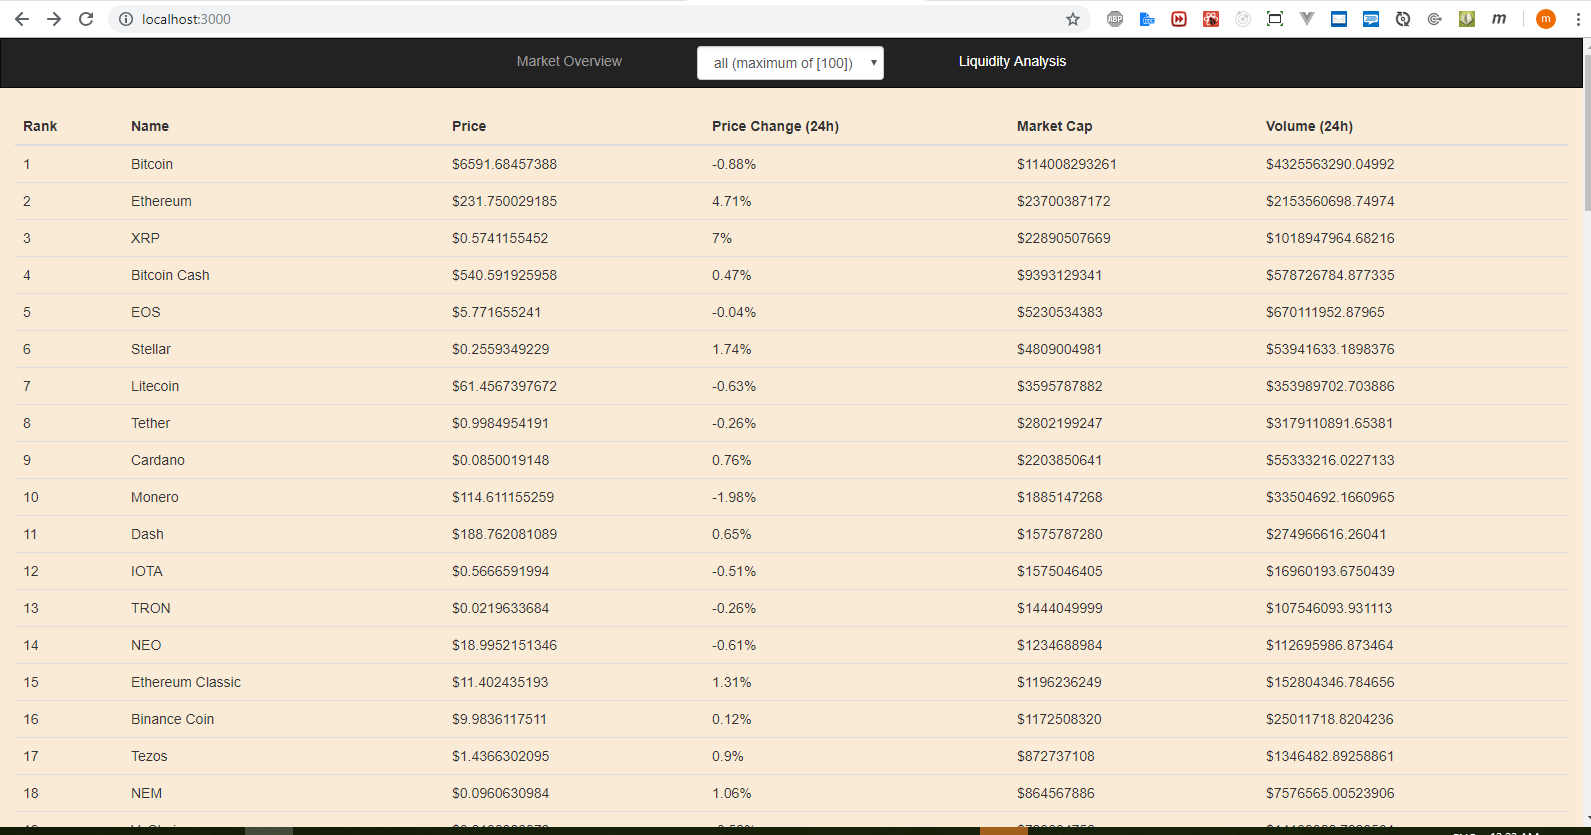 localhost:3000
ABP
m
m
Market Overview all (maximum of [100]) Liquidity Analysis
Rank Name Price Price Change (24h) Market Cap Volume (24h)
1 Bitcoin $6591.68457388 -0.88% $114008293261 $4325563290.04992
2 Ethereum $231.750029185 4.71% $23700387172 $2153560698.74974
3 XRP $0.5741155452 7% $22890507669 $1018947964.68216
4 Bitcoin Cash $540.591925958 0.47% $9393129341 $578726784.877335
5 EOS $5.771655241 -0.04% $5230534383 $670111952.87965
6 Stellar $0.2559349229 1.74% $4809004981 $53941633.1898376
7 Litecoin $61.4567397672 -0.63% $3595787882 $353989702.703886
8 Tether $0.9984954191 -0.26% $2802199247 $3179110891.65381
9 Cardano $0.0850019148 0.76% $2203850641 $55333216.0227133
10 Monero $114.611155259 -1.98% $1885147268 $33504692.1660965
11 Dash $188.762081089 0.65% $1575787280 $274966616.26041
12 IOTA $0.5666591994 -0.51% $1575046405 $16960193.6750439
13 TRON $0.0219633684 -0.26% $1444049999 $107546093.931113
14 NEO $18.9952151346 -0.61% $1234688984 $112695986.873464
15 Ethereum Classic $11.402435193 1.31% $1196236249 $152804346.784656
16 Binance Coin $9.9836117511 0.12% $1172508320 $25011718.8204236
17 Tezos $1.4366302095 0.9% $872737108 $1346482.89258861
18 NEM $0.0960630984 1.06% $864567886 $7576565.00523906